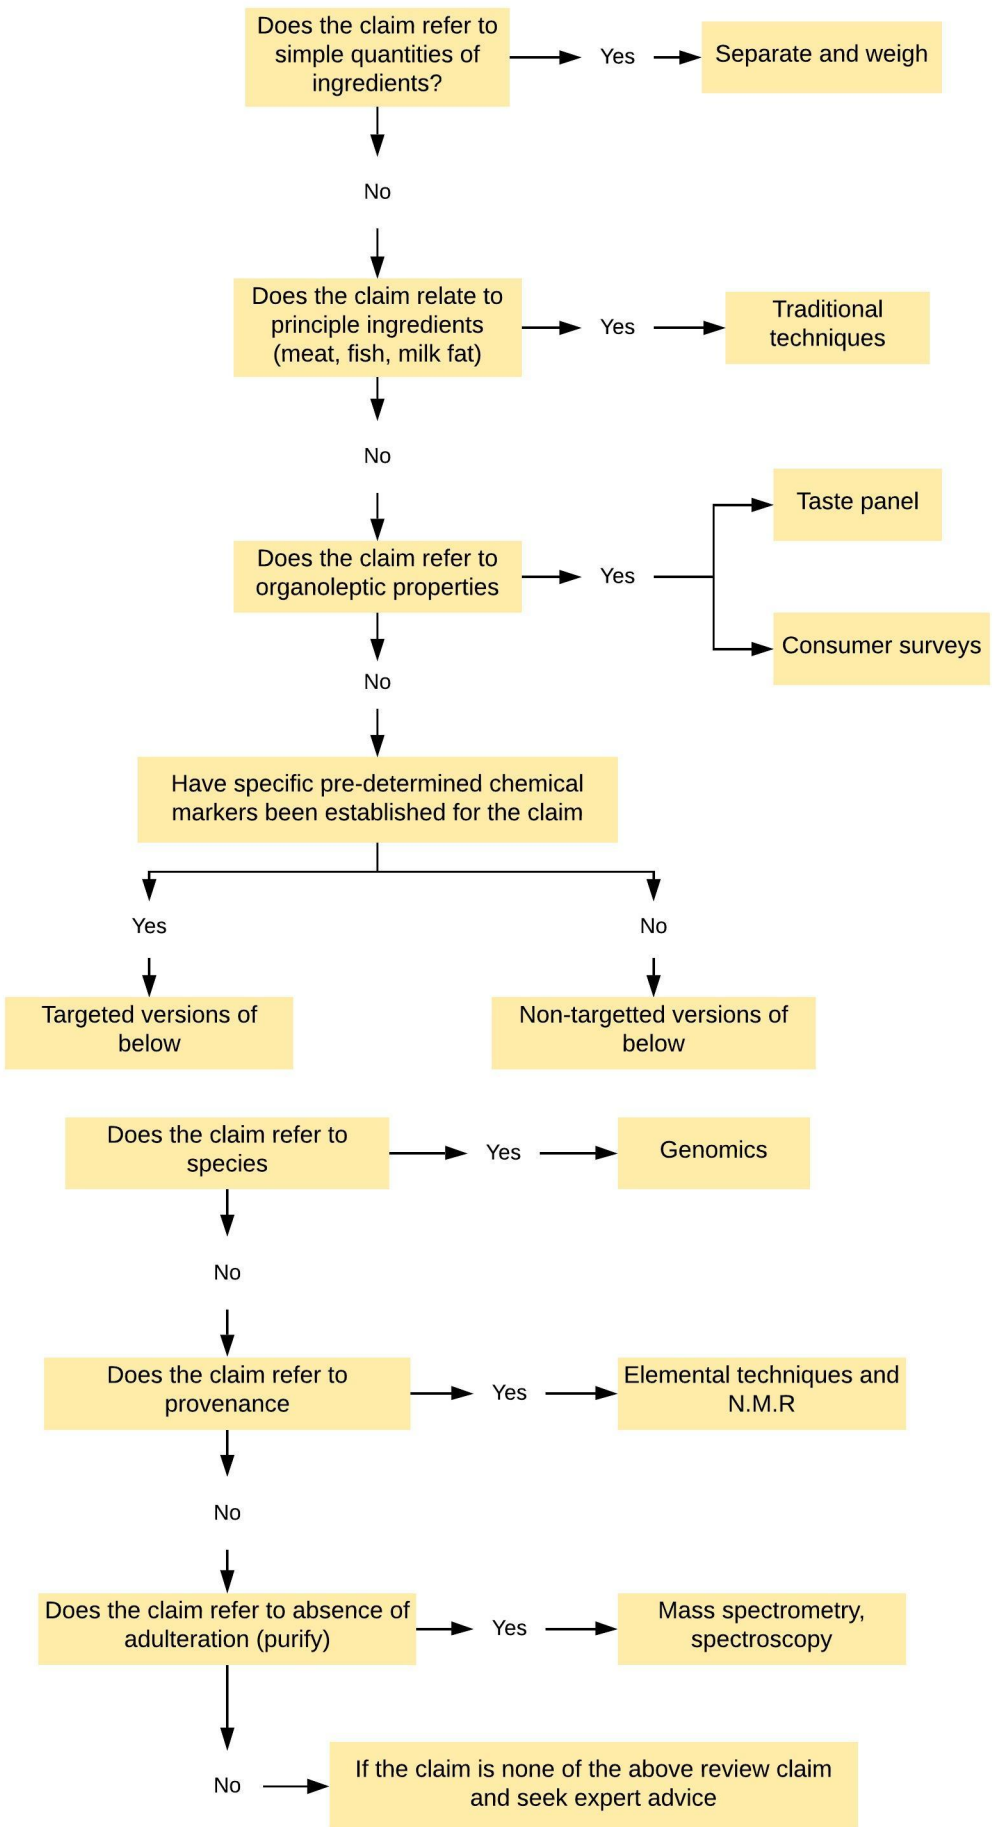 Does the claim refer to
simple quantities of
ingredients?
Yes
Separate and weigh
No
Does the claim relate to
principle ingredients
(meat, fish, milk fat)
Yes
Traditional
techniques
No
Does the claim refer to
organoleptic properties
Yes
Taste panel
Consumer surveys
No
Have specific pre-determined chemical
markers been established for the claim
Yes
No
Targeted versions of
below
Non-targetted versions of
below
Does the claim refer to
species
Yes
Genomics
No
Does the claim refer to
provenance
Yes
Elemental techniques and
N.M.R
No
Does the claim refer to absence of
adulteration (purify)
Yes
Mass spectrometry,
spectroscopy
No
If the claim is none of the above review claim
and seek expert advice